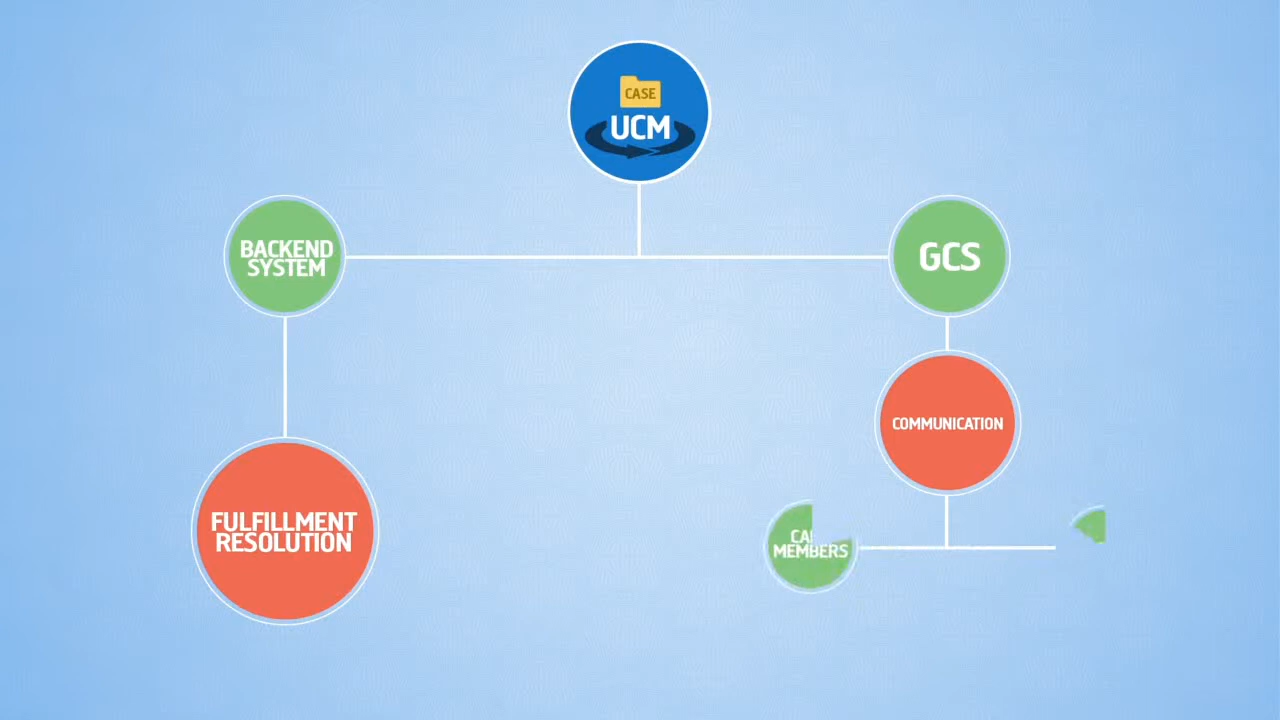 CASE
UCM
BACKEND
SYSTEM
GCS
COMMUNICATION
FULFILLMENT
RESOLUTION
MEMBERS